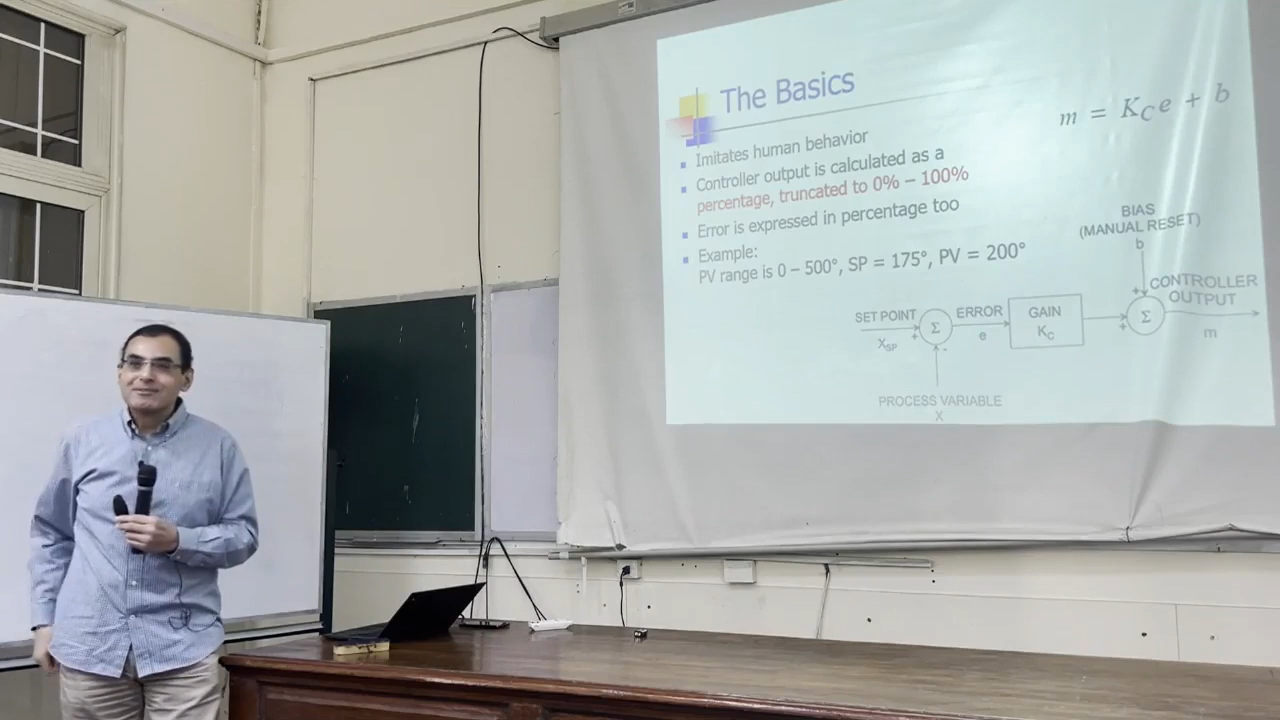 The Basics
m = K_C e + b
Imitates human behavior
Controller output is calculated as a
percentage, truncated to 0% – 100%
Error is expressed in percentage too
Example:
PV range is 0 – 500°, SP = 175°, PV = 200°
BIAS
(MANUAL RESET)
b
SET POINT
X_SP
+
Σ
-
ERROR
e
GAIN
K_C
+
+
Σ
CONTROLLER
OUTPUT
m
PROCESS VARIABLE
X